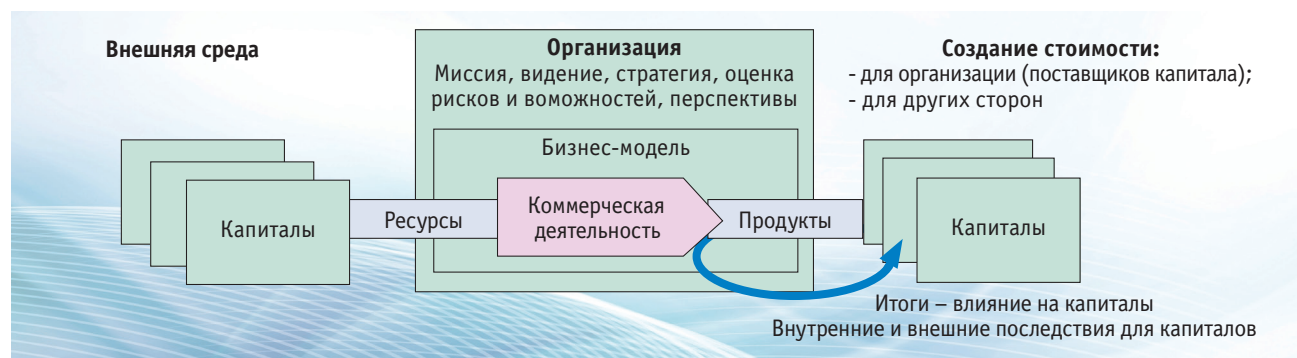 Внешняя среда
Организация
Миссия, видение, стратегия, оценка
рисков и воможностей, перспективы
Создание стоимости:
- для организации (поставщиков капитала);
- для других сторон
Бизнес-модель
Капиталы
Ресурсы
Коммерческая
деятельность
Продукты
Капиталы
Итоги – влияние на капиталы
Внутренние и внешние последствия для капиталов